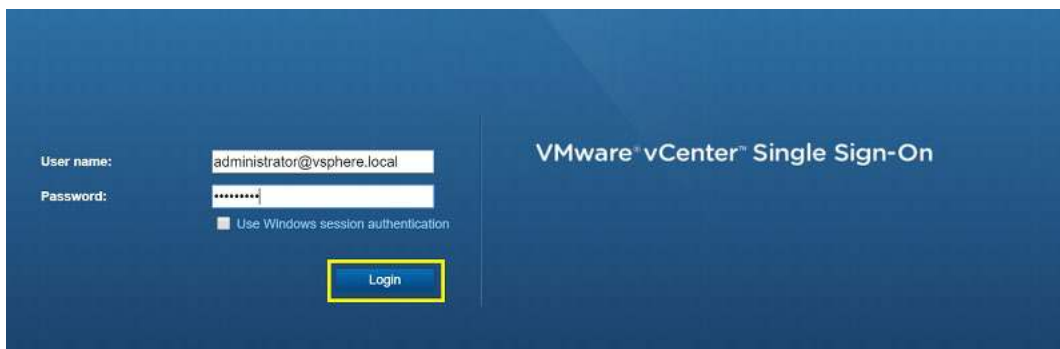 User name:
administrator@vsphere.local
Password:
•••••••••
Use Windows session authentication
Login
VMware® vCenter™ Single Sign-On